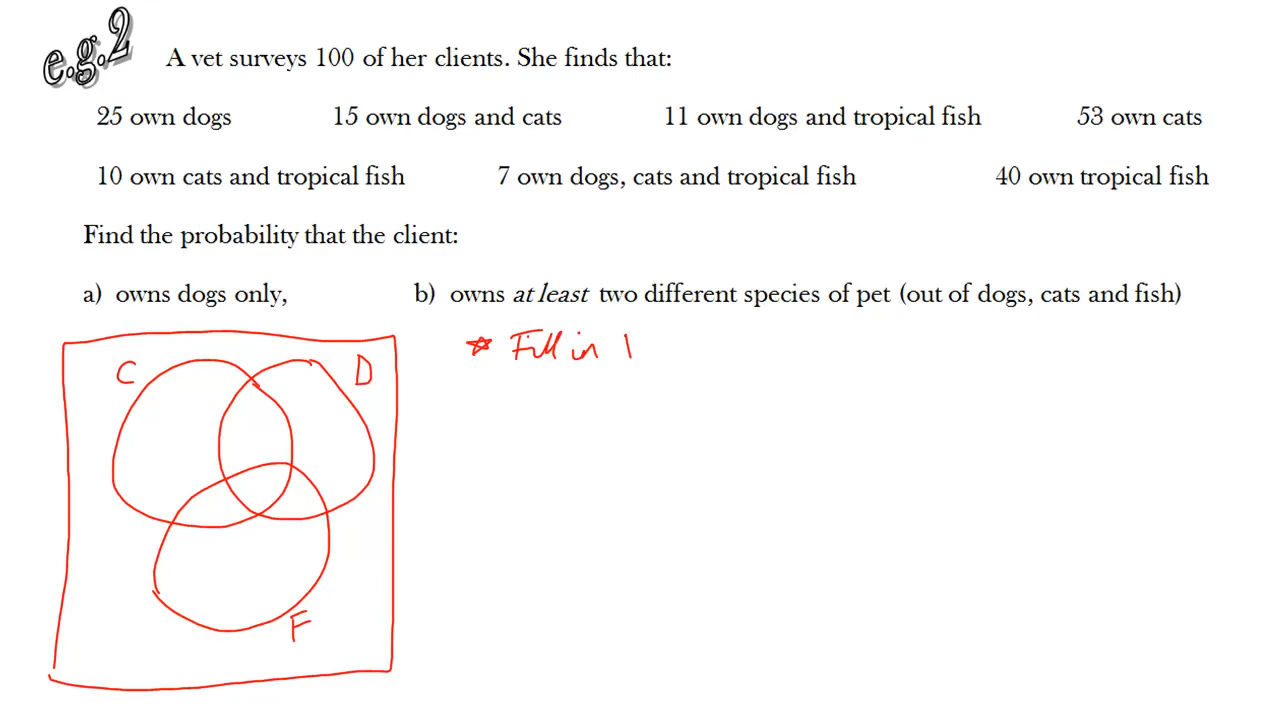 e.g.2 A vet surveys 100 of her clients. She finds that:
25 own dogs 15 own dogs and cats 11 own dogs and tropical fish 53 own cats
10 own cats and tropical fish 7 own dogs, cats and tropical fish 40 own tropical fish
Find the probability that the client:
a) owns dogs only, b) owns at least two different species of pet (out of dogs, cats and fish)
* Fill in l
C D
F